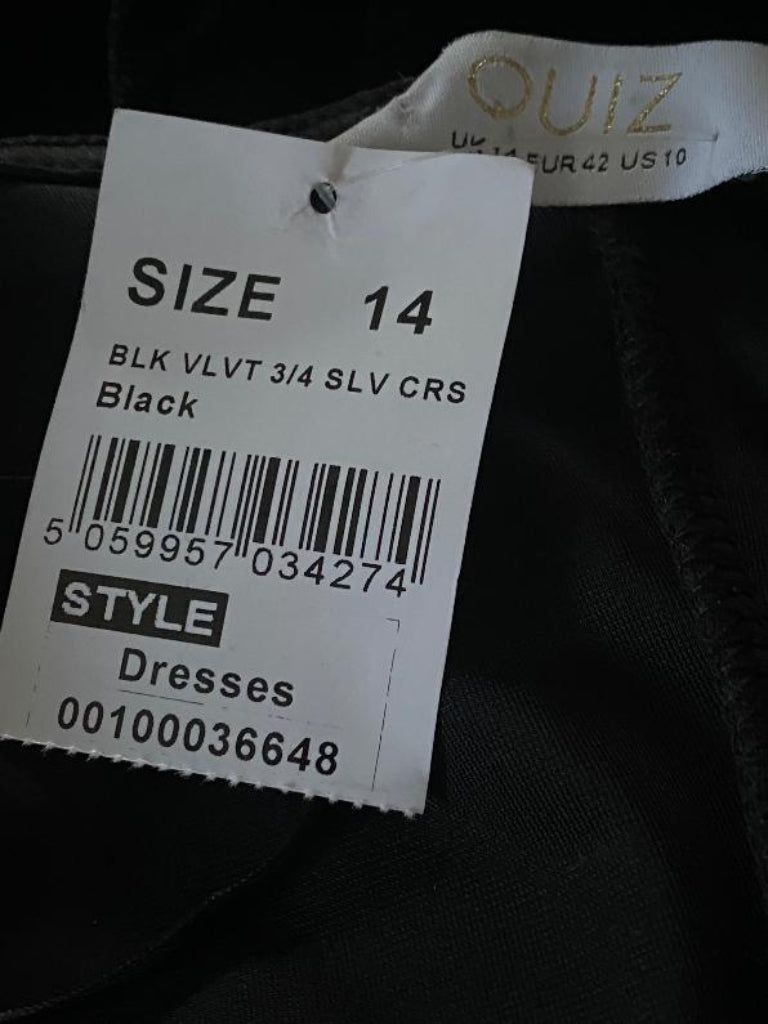 QUIZ
14 EUR 42 US 10
SIZE 14
BLK VLVT 3/4 SLV CRS
Black
5 059957 034274
STYLE
Dresses
00100036648